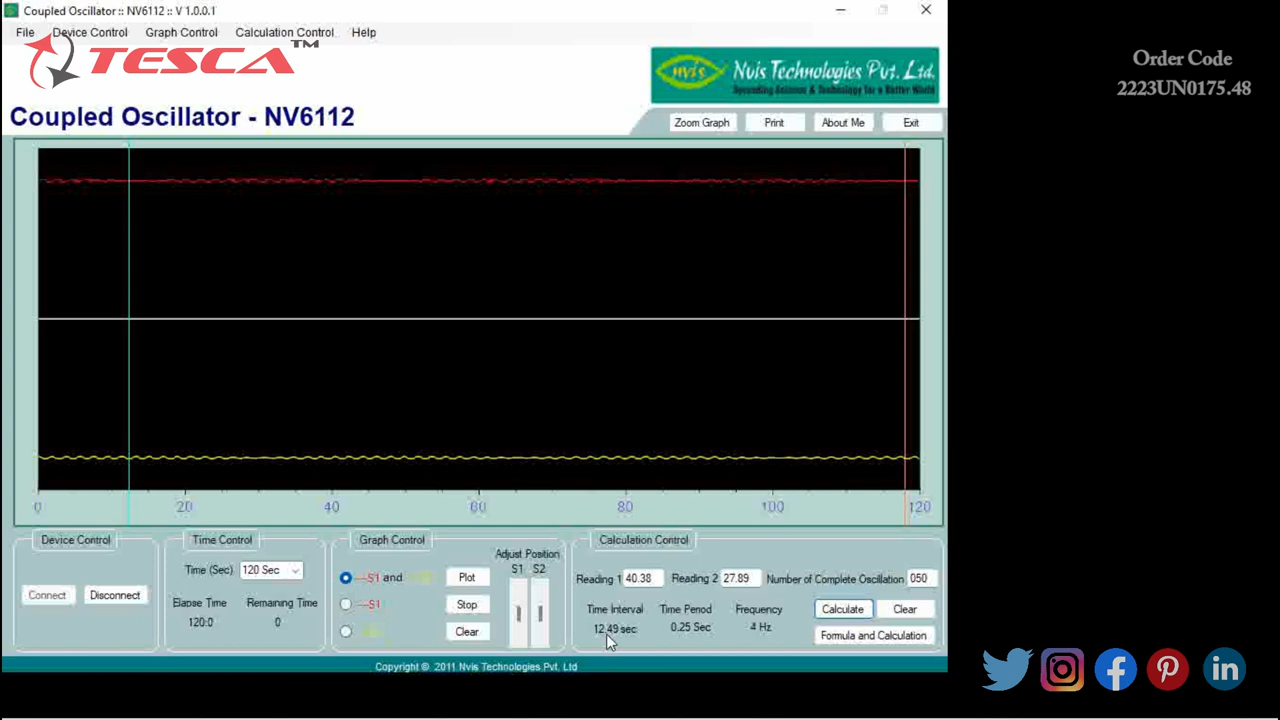 Coupled Oscillator :: NV6112 :: V 1.0.0.1
File Device Control Graph Control Calculation Control Help
TESCA TM
Nvis Technologies Pvt. Ltd.
Order Code
2223UN0175.48
Coupled Oscillator - NV6112
Zoom Graph Print About Me Exit
0 20 40 60 80 100 120
Device Control Time Control Graph Control Calculation Control
Adjust Position
S1 S2
Time (Sec) 120 Sec
---S1 and
Plot
Reading 1 40.38 Reading 2 27.89 Number of Complete Oscillation 050
Connect Disconnect
Elapse Time Remaining Time
120:0 0
---S1
Stop
Clear
Time Interval Time Period Frequency
Calculate Clear
12.49 sec 0.25 Sec 4 Hz
Formula and Calculation
Copyright © 2011 Nvis Technologies Pvt. Ltd